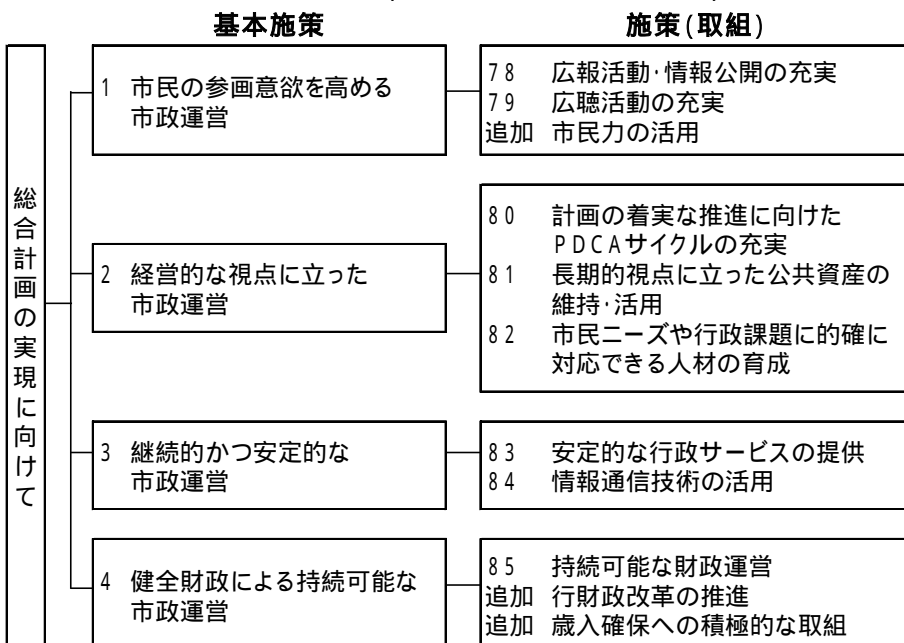 基本施策
施策(取組)
総合計画の実現に向けて
1 市民の参画意欲を高める
市政運営
78 広報活動・情報公開の充実
79 広聴活動の充実
追加 市民力の活用
2 経営的な視点に立った
市政運営
80 計画の着実な推進に向けた
PDCAサイクルの充実
81 長期的視点に立った公共資産の
維持・活用
82 市民ニーズや行政課題に的確に
対応できる人材の育成
3 継続的かつ安定的な
市政運営
83 安定的な行政サービスの提供
84 情報通信技術の活用
4 健全財政による持続可能な
市政運営
85 持続可能な財政運営
追加 行財政改革の推進
追加 歳入確保への積極的な取組